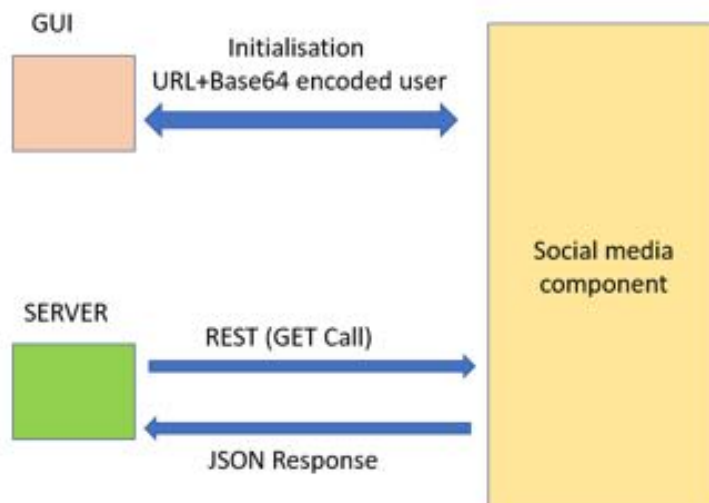 GUI
Initialisation
URL+Base64 encoded user
Social media
component
SERVER
REST (GET Call)
JSON Response